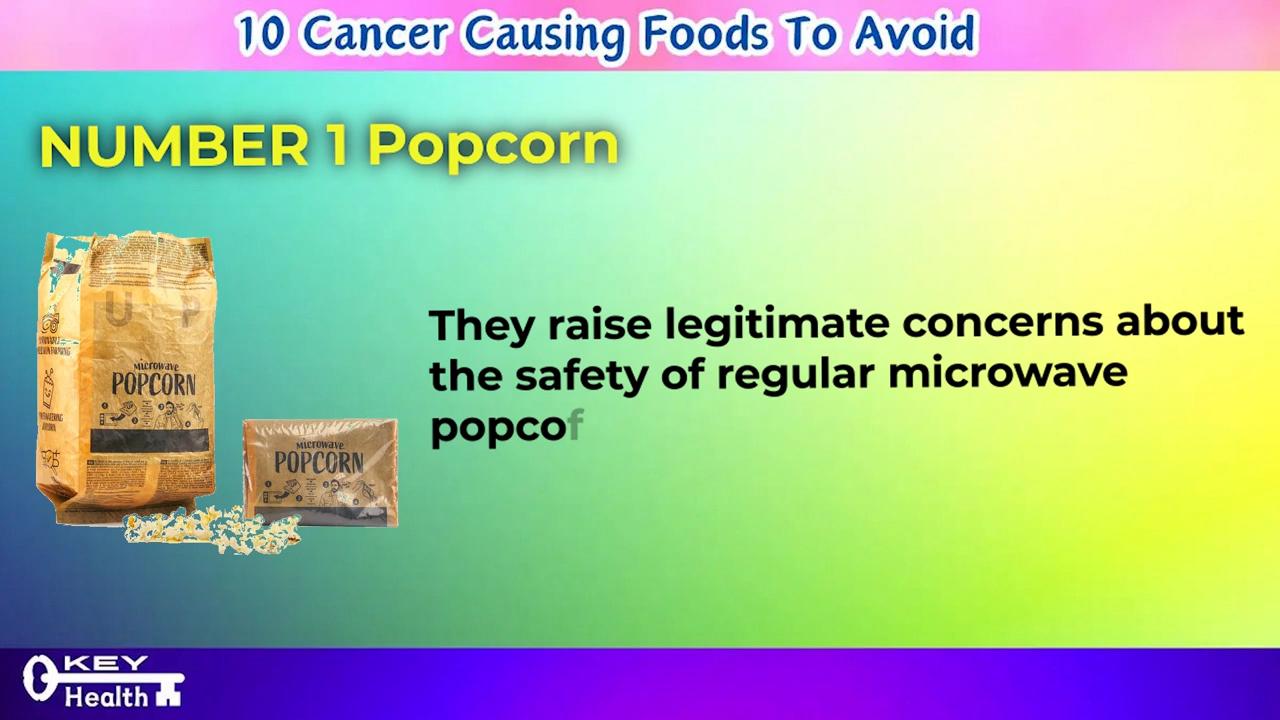 10 Cancer Causing Foods To Avoid
NUMBER 1 Popcorn
They raise legitimate concerns about
the safety of regular microwave
popcof
U P
microwave
POPCORN
microwave
POPCORN
KEY
Health